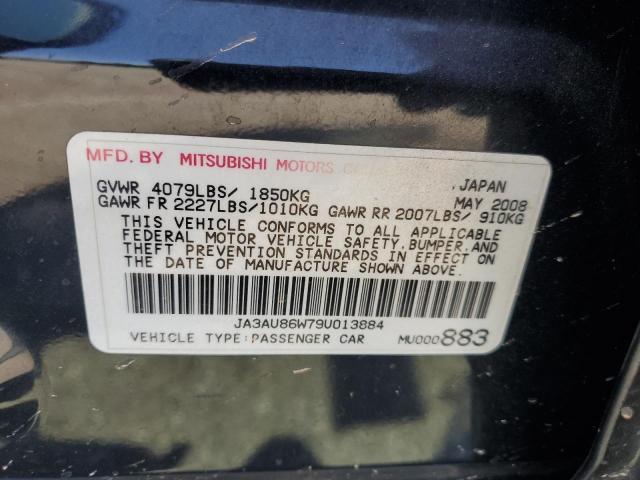 MFD. BY MITSUBISHI MOTORS
JAPAN
GVWR 4079LBS/ 1850KG MAY 2008
GAWR FR 2227LBS/1010KG GAWR RR 2007LBS/ 910KG
THIS VEHICLE CONFORMS TO ALL APPLICABLE
FEDERAL MOTOR VEHICLE SAFETY, BUMPER, AND
THEFT PREVENTION STANDARDS IN EFFECT ON
THE DATE OF MANUFACTURE SHOWN ABOVE.
JA3AU86W79U013884
VEHICLE TYPE:PASSENGER CAR MU000883